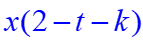 x(2 − t − k)